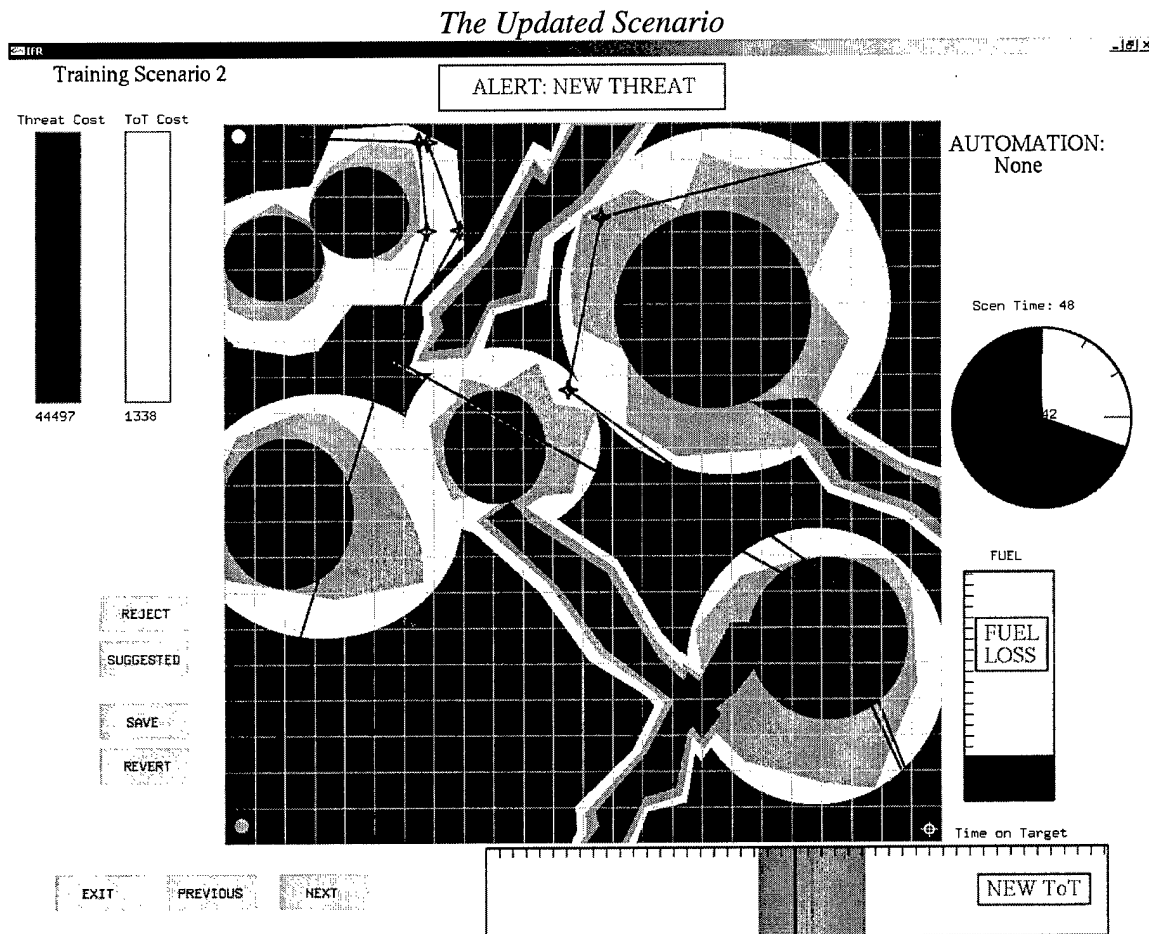 The Updated Scenario
IFR
Training Scenario 2
ALERT: NEW THREAT
Threat Cost
ToT Cost
AUTOMATION:
None
Scen Time: 48
44497
1338
42
FUEL
REJECT
FUEL
LOSS
SUGGESTED
SAVE
REVERT
Time on Target
EXIT
PREVIOUS
NEXT
NEW ToT